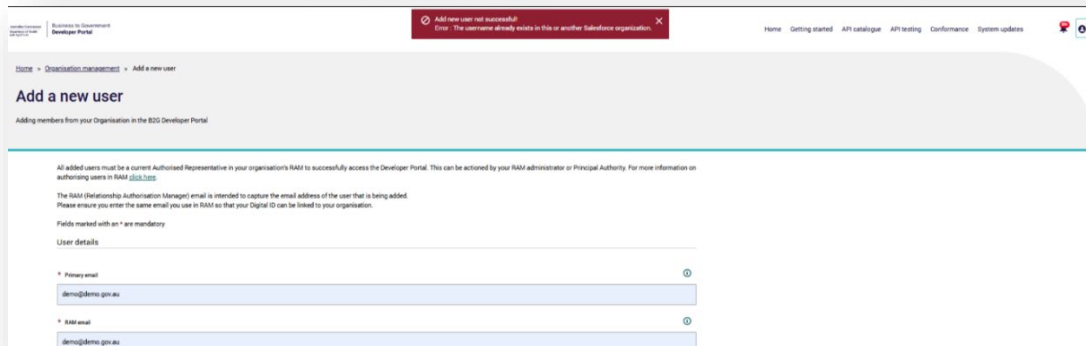 Australian Government
Department of Health
Business to Government
Developer Portal
Add new user not successful!
Error : The username already exists in this or another Salesforce organization.
Home
Getting started
API catalogue
API testing
Conformance
System updates
Home » Organisation management » Add a new user
Add a new user
Adding members from your Organisation in the B2G Developer Portal
All added users must be a current Authorised Representative in your organisation's RAM to successfully access the Developer Portal. This can be actioned by your RAM administrator or Principal Authority. For more information on
authorising users in RAM click here.
The RAM (Relationship Authorisation Manager) email is intended to capture the email address of the user that is being added.
Please ensure you enter the same email you use in RAM so that your Digital ID can be linked to your organisation.
Fields marked with an * are mandatory
User details
* Primary email
demo@demo.gov.au
* RAM email
demo@demo.gov.au